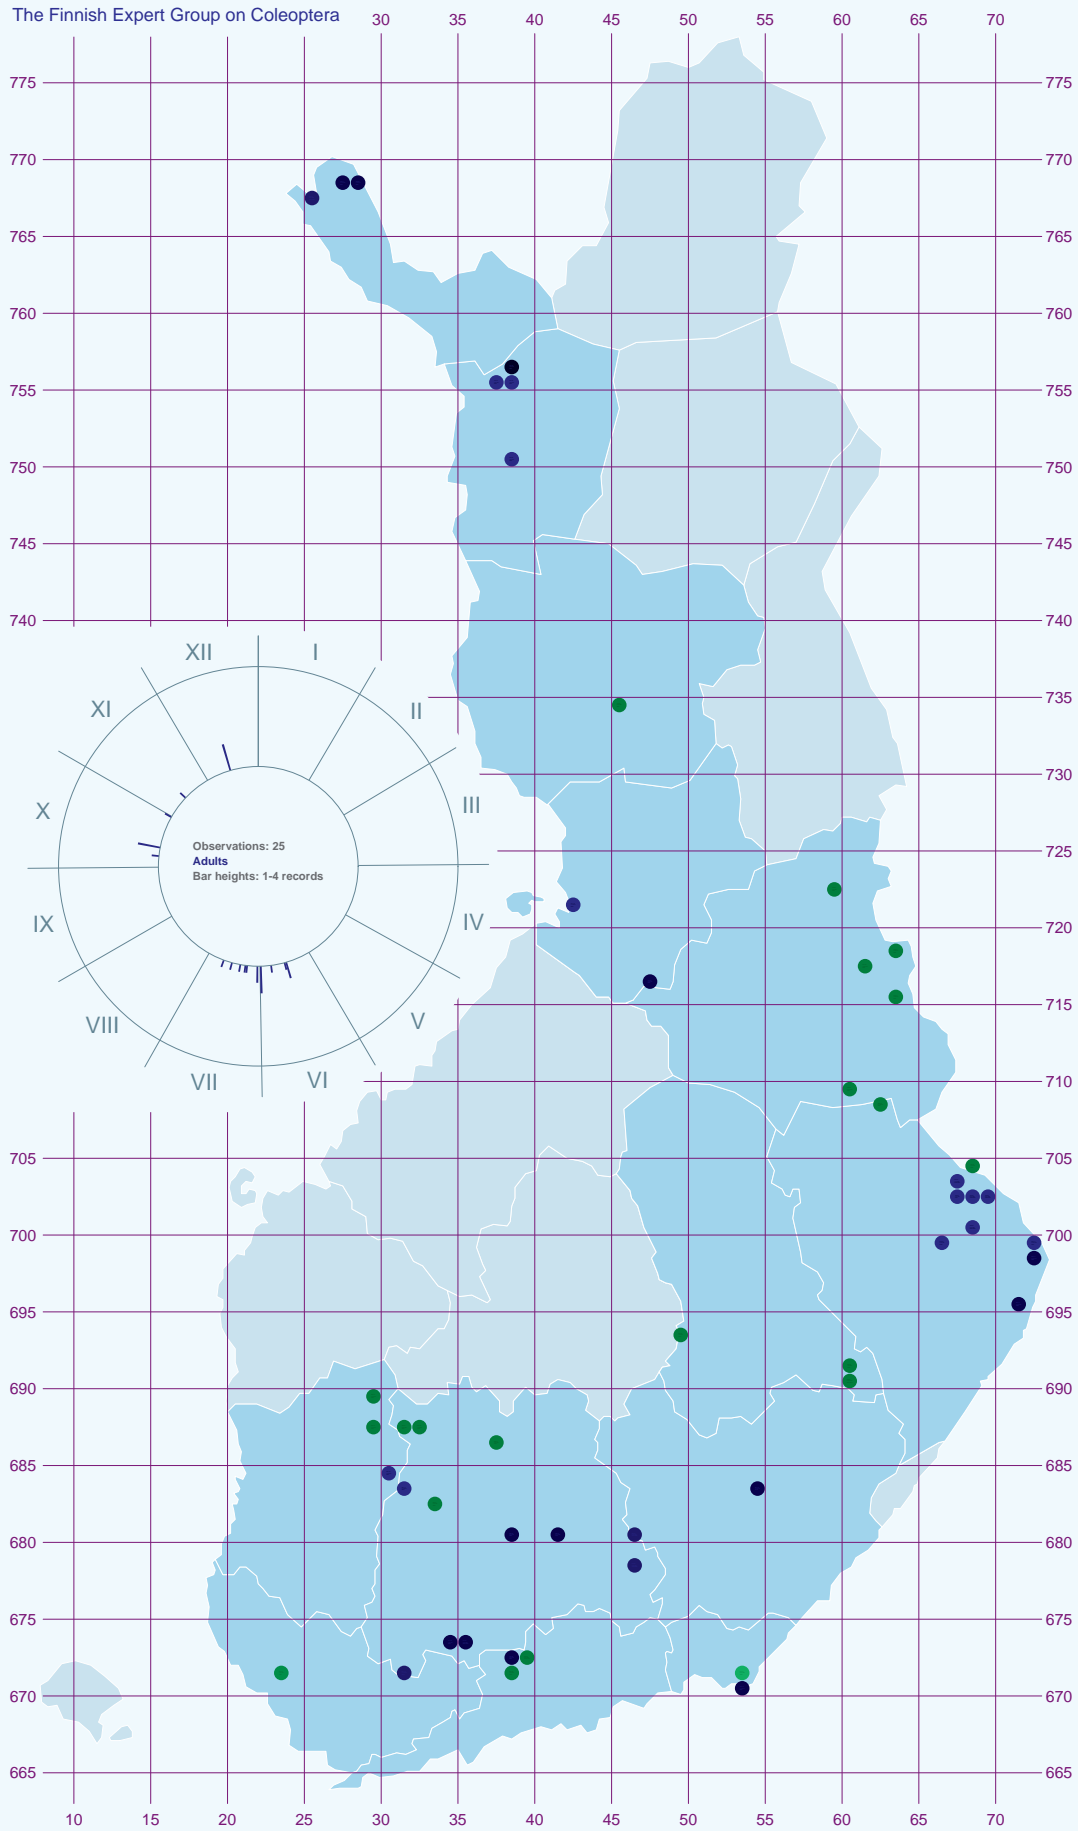 The Finnish Expert Group on Coleoptera
30 35 40 45 50 55 60 65 70
775 775
770 770
765 765
760 760
755 755
750 750
745 745
740 740
XII I
XI II
735
730
X III
725
Observations: 25
Adults
Bar heights: 1-4 records
IX IV 720
715
VIII V
VII VI
710
705 705
700 700
695 695
690 690
685 685
680 680
675 675
670 670
665 665
10 15 20 25 30 35 40 45 50 55 60 65 70